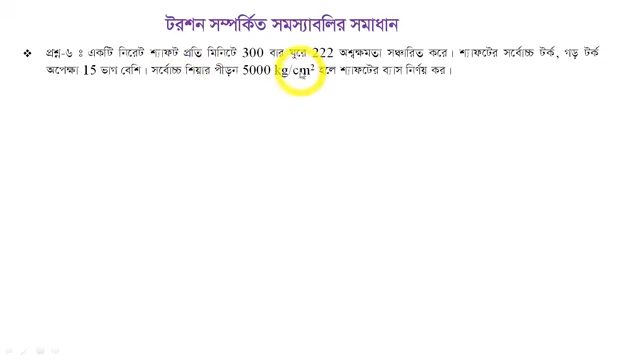 টরশন সম্পর্কিত সমস্যাবলির সমাধান
❖ প্রশ্ন-৬ ঃ একটি নিরেট শ্যাফট প্রতি মিনিটে 300 বার ঘুরে 222 অশ্বক্ষমতা সঞ্চারিত করে। শ্যাফটের সর্বোচ্চ টর্ক, গড় টর্ক
অপেক্ষা 15 ভাগ বেশি। সর্বোচ্চ শিয়ার পীড়ন 5000 kg/cm² হলে শ্যাফটের ব্যাস নির্ণয় কর।